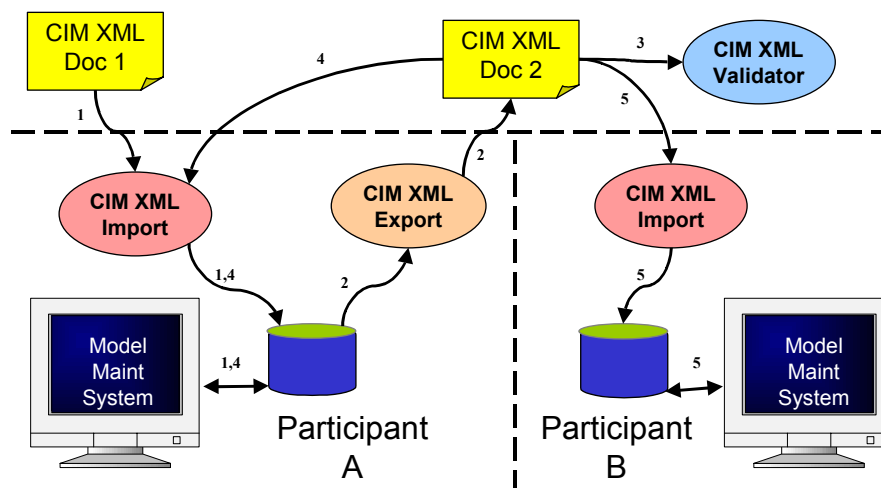 CIM XML
Doc 1
4
CIM XML
Doc 2
3
CIM XML
Validator
5
1
2
CIM XML
Import
CIM XML
Export
CIM XML
Import
1,4
2
5
Model
Maint
System
1,4
5
Model
Maint
System
Participant
A
Participant
B